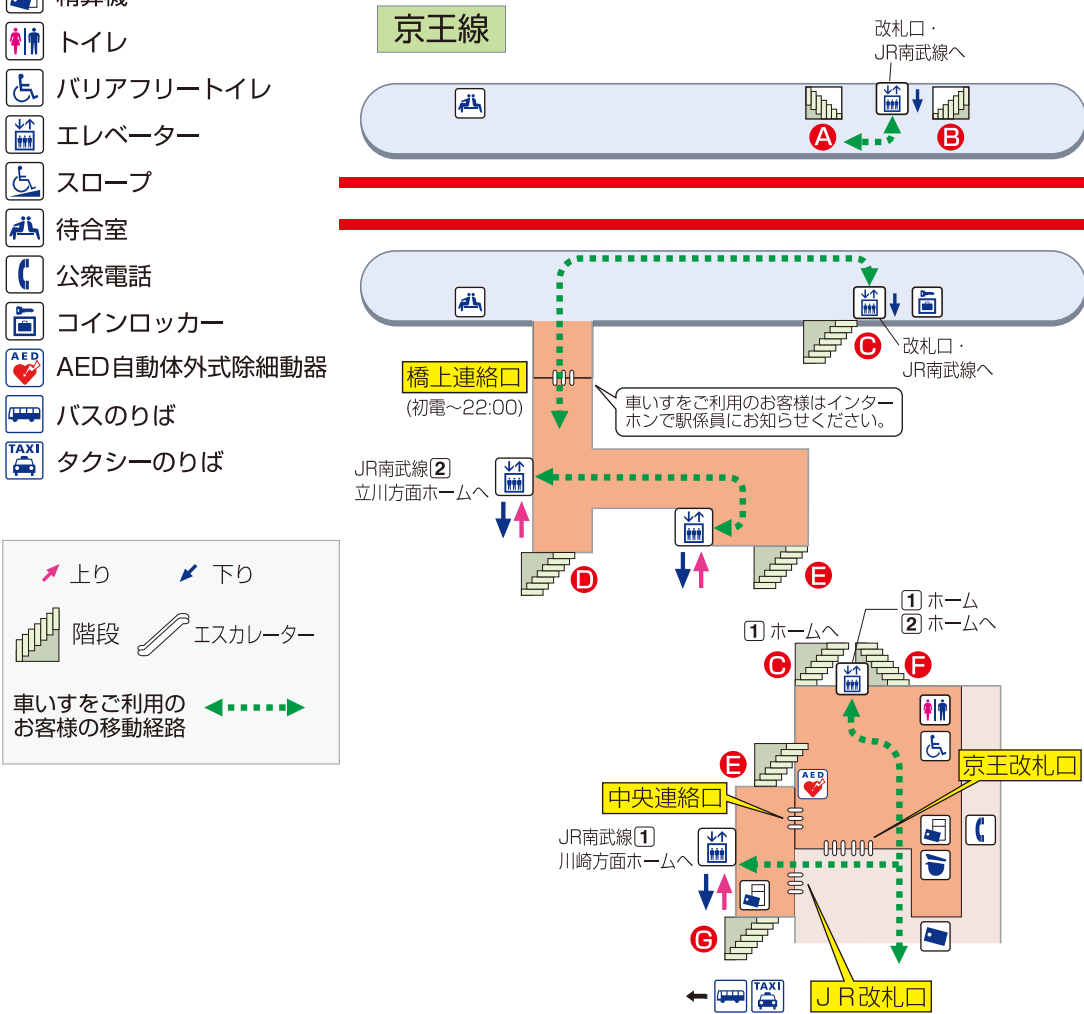 精算機
トイレ
バリアフリートイレ
エレベーター
スロープ
待合室
公衆電話
コインロッカー
AED
AED自動体外式除細動器
バスのりば
TAXI
タクシーのりば
上り
下り
階段
エスカレーター
車いすをご利用の
お客様の移動経路
京王線
改札口・
JR南武線へ
A
B
C
改札口・
JR南武線へ
橋上連絡口
(初電～22:00)
車いすをご利用のお客様はインター
ホンで駅係員にお知らせください。
JR南武線2
立川方面ホームへ
D
E
1 ホーム
2 ホームへ
1 ホームへ
C
F
E
AED
京王改札口
中央連絡口
JR南武線1
川崎方面ホームへ
G
TAXI
JR改札口